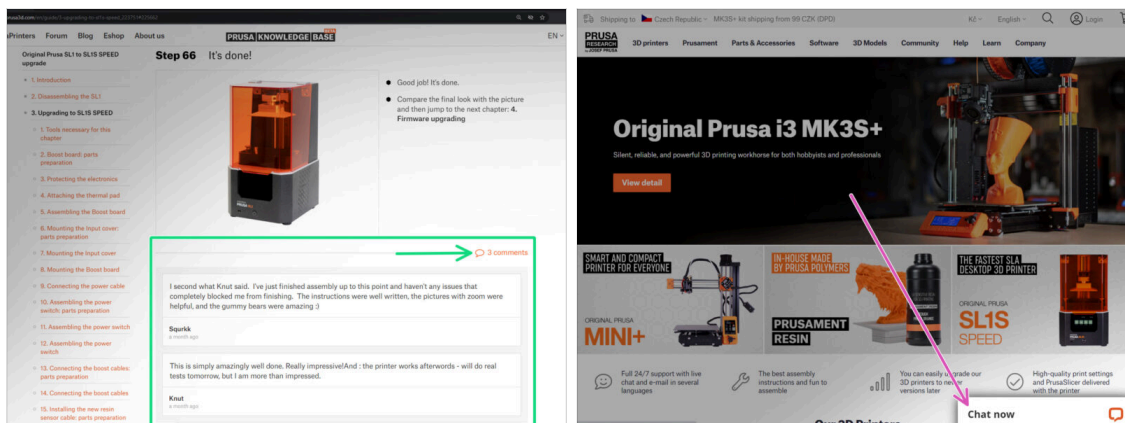 Printers Forum Blog Eshop About us
PRUSA KNOWLEDGE BASE
EN
Original Prusa SL1 to SL1S SPEED
upgrade
1. Introduction
2. Disassembling the SL1
3. Upgrading to SL1S SPEED
1. Tools necessary for this
chapter
2. Boost board: parts
preparation
3. Protecting the electronics
4. Attaching the thermal pad
5. Assembling the Boost board
6. Mounting the Input cover:
parts preparation
7. Mounting the Input cover
8. Mounting the Boost board
9. Connecting the power cable
10. Assembling the power
switch: parts preparation
11. Assembling the power switch
12. Assembling the power
switch
13. Connecting the boost cables:
parts preparation
14. Connecting the boost cables
15. Installing the new resin
sensor cable: parts preparation
Step 66 It's done!
Good job! It's done.
Compare the final look with the picture
and then jump to the next chapter: 4.
Firmware upgrading
3 comments
I second what Knut said. I've just finished assembly up to this point and haven't any issues that
completely blocked me from finishing. The instructions were well written, the pictures with zoom were
helpful, and the gummy bears were amazing :)
Squrkk
a month ago
This is simply amazingly well done. Really impressive!And : the printer works afterwords - will do real
tests tomorrow, but I am more than impressed.
Knut
a month ago
Shipping to Czech Republic MK3S+ kit shipping from 99 CZK (DPD)
Kč English Login
PRUSA
RESEARCH
by JOSEF PRUSA
3D printers Prusament Parts & Accessories Software 3D Models Community Help Learn Company
Original Prusa i3 MK3S+
Silent, reliable, and powerful 3D printing workhorse for both hobbyists and professionals
View detail
SMART AND COMPACT
PRINTER FOR EVERYONE
ORIGINAL PRUSA
MINI+
IN-HOUSE MADE
BY PRUSA POLYMERS
PRUSAMENT
RESIN
THE FASTEST SLA
DESKTOP 3D PRINTER
ORIGINAL PRUSA
SL1S
SPEED
Full 24/7 support with live
chat and e-mail in several
languages
The best assembly
instructions and fun to
assemble
You can easily upgrade our
3D printers to newer
versions later
High-quality print settings
and PrusaSlicer delivered
with the printer
Our 3D Printers
Chat now